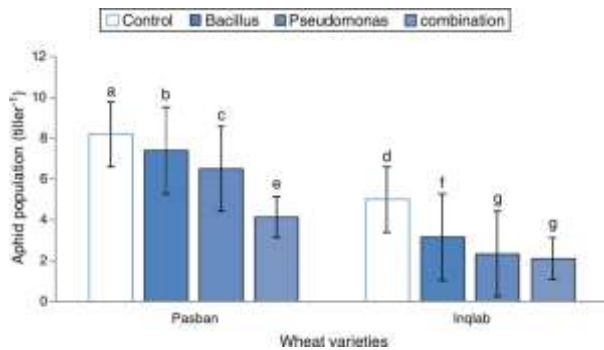 Control Bacillus Pseudomonas combination
12
10
8
6
4
2
0
Aphid population (tiller⁻¹)
a b c e d f g g
Pasban Inqlab
Wheat varieties